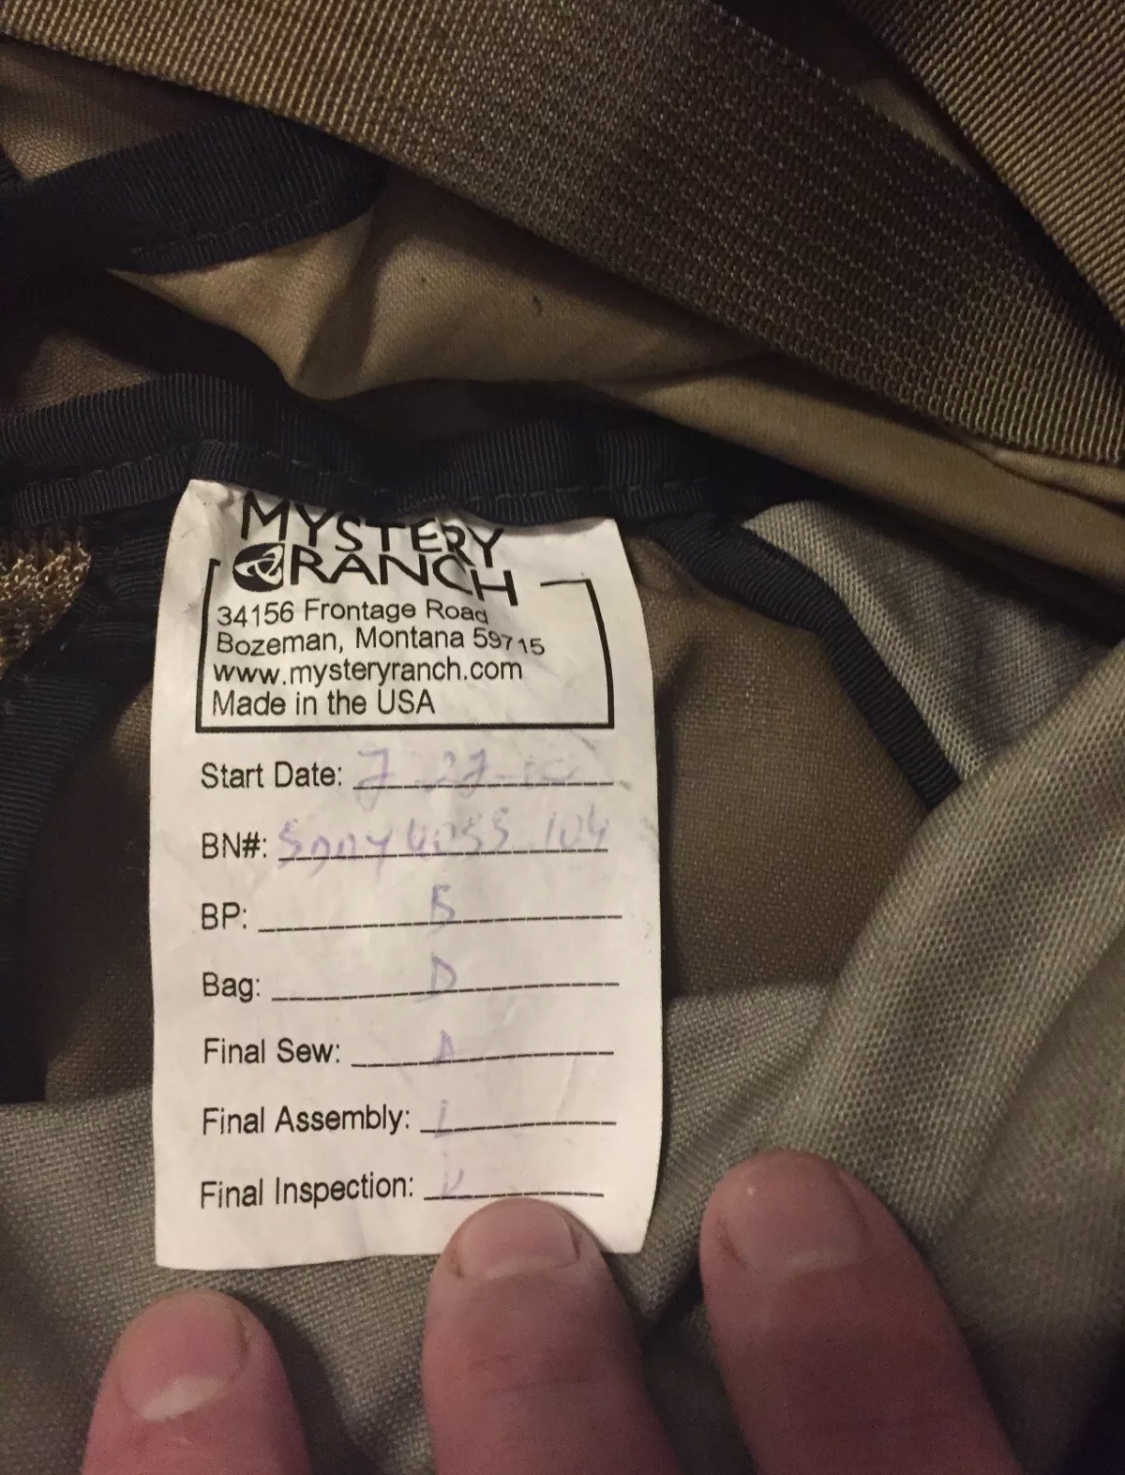 MYSTERY
RANCH
34156 Frontage Road
Bozeman, Montana 59715
www.mysteryranch.com
Made in the USA
Start Date:
BN#: 104
BP: B
Bag: D
Final Sew:
Final Assembly: L
Final Inspection: